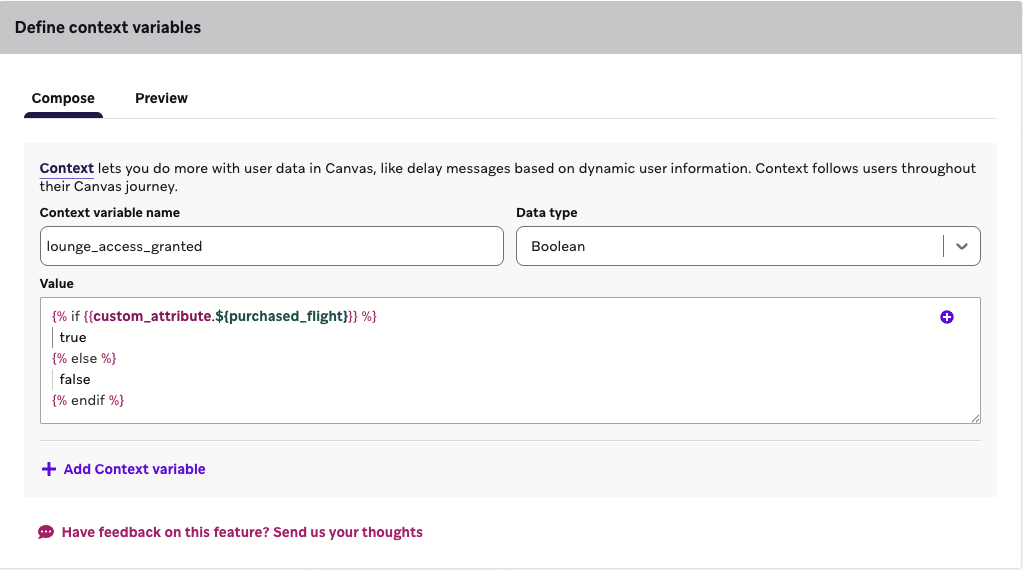 Define context variables
Compose Preview
Context lets you do more with user data in Canvas, like delay messages based on dynamic user information. Context follows users throughout
their Canvas journey.
Context variable name Data type
lounge_access_granted Boolean
Value
{% if {{custom_attribute.${purchased_flight}}} %}
true
{% else %}
false
{% endif %}
Add Context variable
Have feedback on this feature? Send us your thoughts